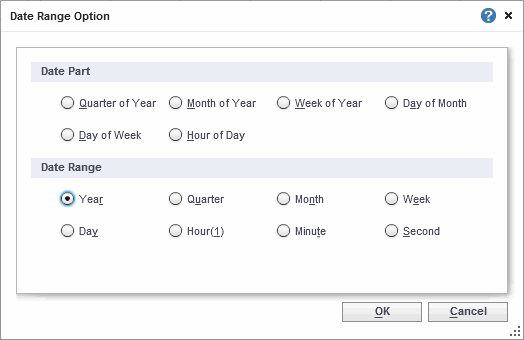 Date Range Option
Date Part
Quarter of Year Month of Year Week of Year Day of Month
Day of Week Hour of Day
Date Range
Year Quarter Month Week
Day Hour(1) Minute Second
OK Cancel